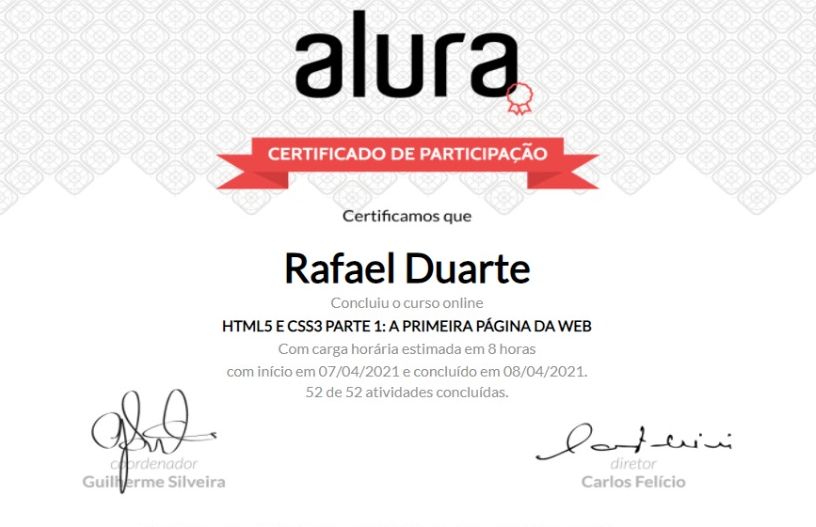 alura
CERTIFICADO DE PARTICIPAÇÃO
Certificamos que
Rafael Duarte
Concluiu o curso online
HTML5 E CSS3 PARTE 1: A PRIMEIRA PÁGINA DA WEB
Com carga horária estimada em 8 horas
com início em 07/04/2021 e concluído em 08/04/2021.
52 de 52 atividades concluídas.
coordenador
Guilherme Silveira
diretor
Carlos Felício